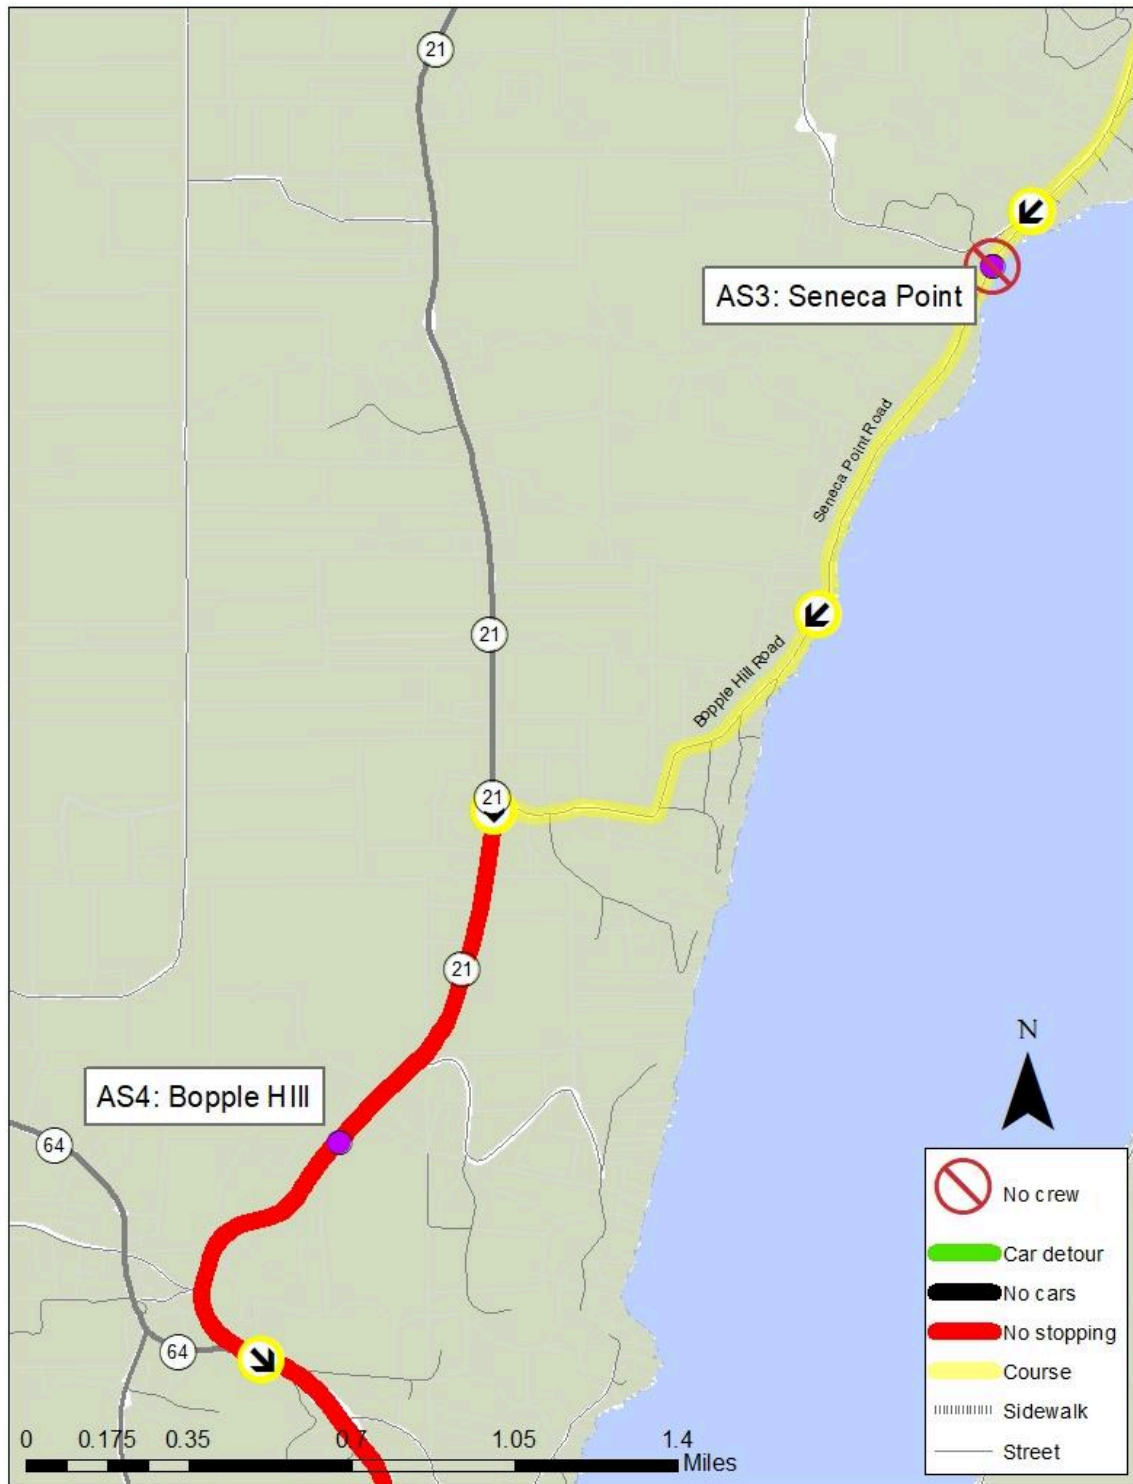 21
AS3: Seneca Point
Seneca Point Road
21
Bopple Hill Road
21
21
N
AS4: Bopple HIll
64
64
No crew
Car detour
No cars
No stopping
Course
Sidewalk
Street
0 0.175 0.35 0.7 1.05 1.4
Miles